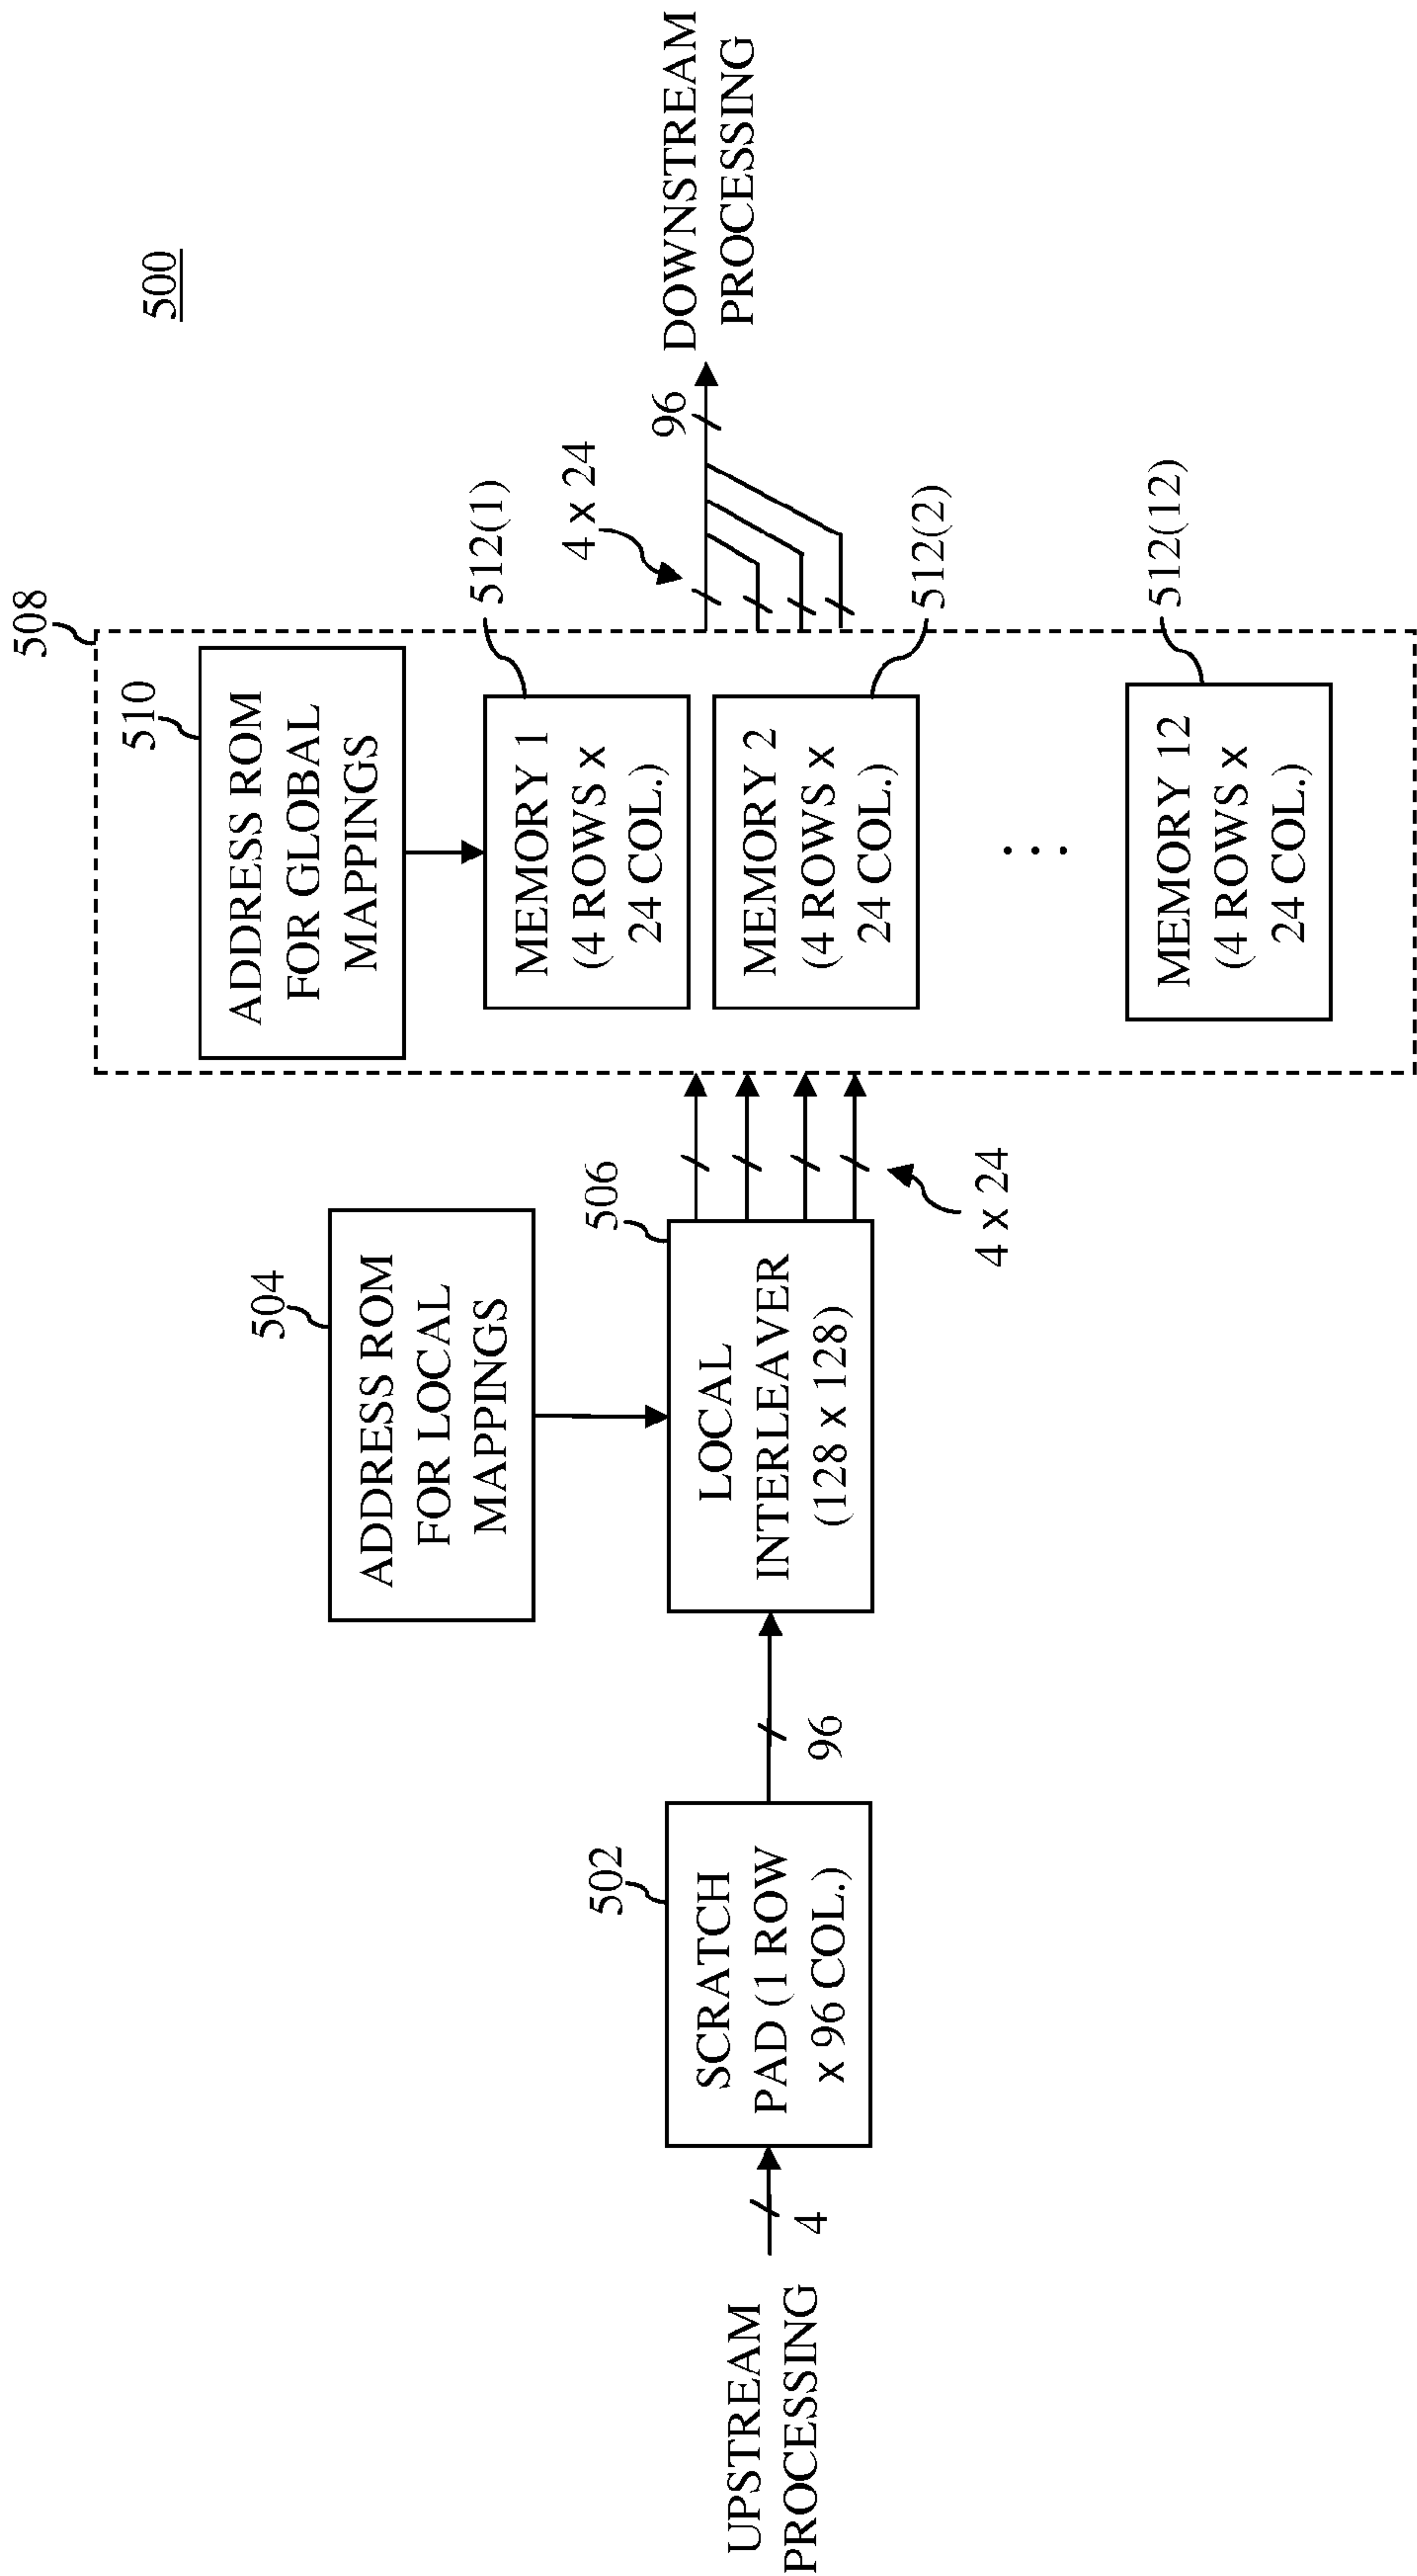 500
UPSTREAM
PROCESSING
4
502
SCRATCH
PAD (1 ROW
x 96 COL.)
96
504
ADDRESS ROM
FOR LOCAL
MAPPINGS
506
LOCAL
INTERLEAVER
(128 x 128)
4 x 24
508
510
ADDRESS ROM
FOR GLOBAL
MAPPINGS
512(1)
MEMORY 1
(4 ROWS x
24 COL.)
512(2)
MEMORY 2
(4 ROWS x
24 COL.)
. . .
512(12)
MEMORY 12
(4 ROWS x
24 COL.)
4 x 24
96
DOWNSTREAM
PROCESSING